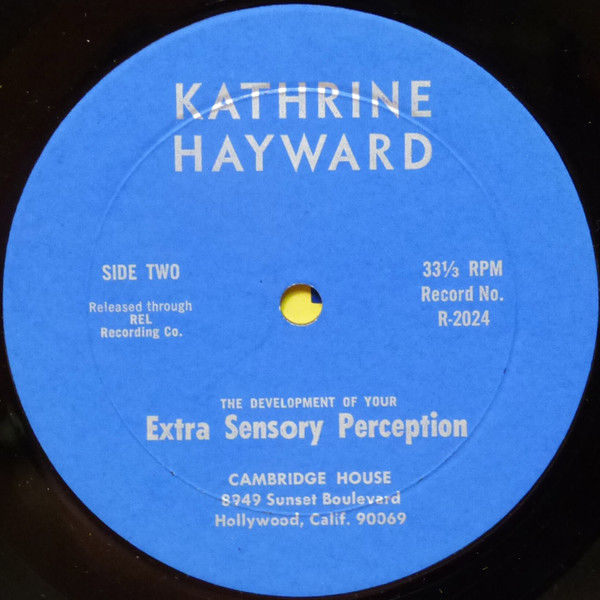 KATHRINE
HAYWARD
SIDE TWO
33⅓ RPM
Released through
REL
Recording Co.
Record No.
R-2024
THE DEVELOPMENT OF YOUR
Extra Sensory Perception
CAMBRIDGE HOUSE
8949 Sunset Boulevard
Hollywood, Calif. 90069